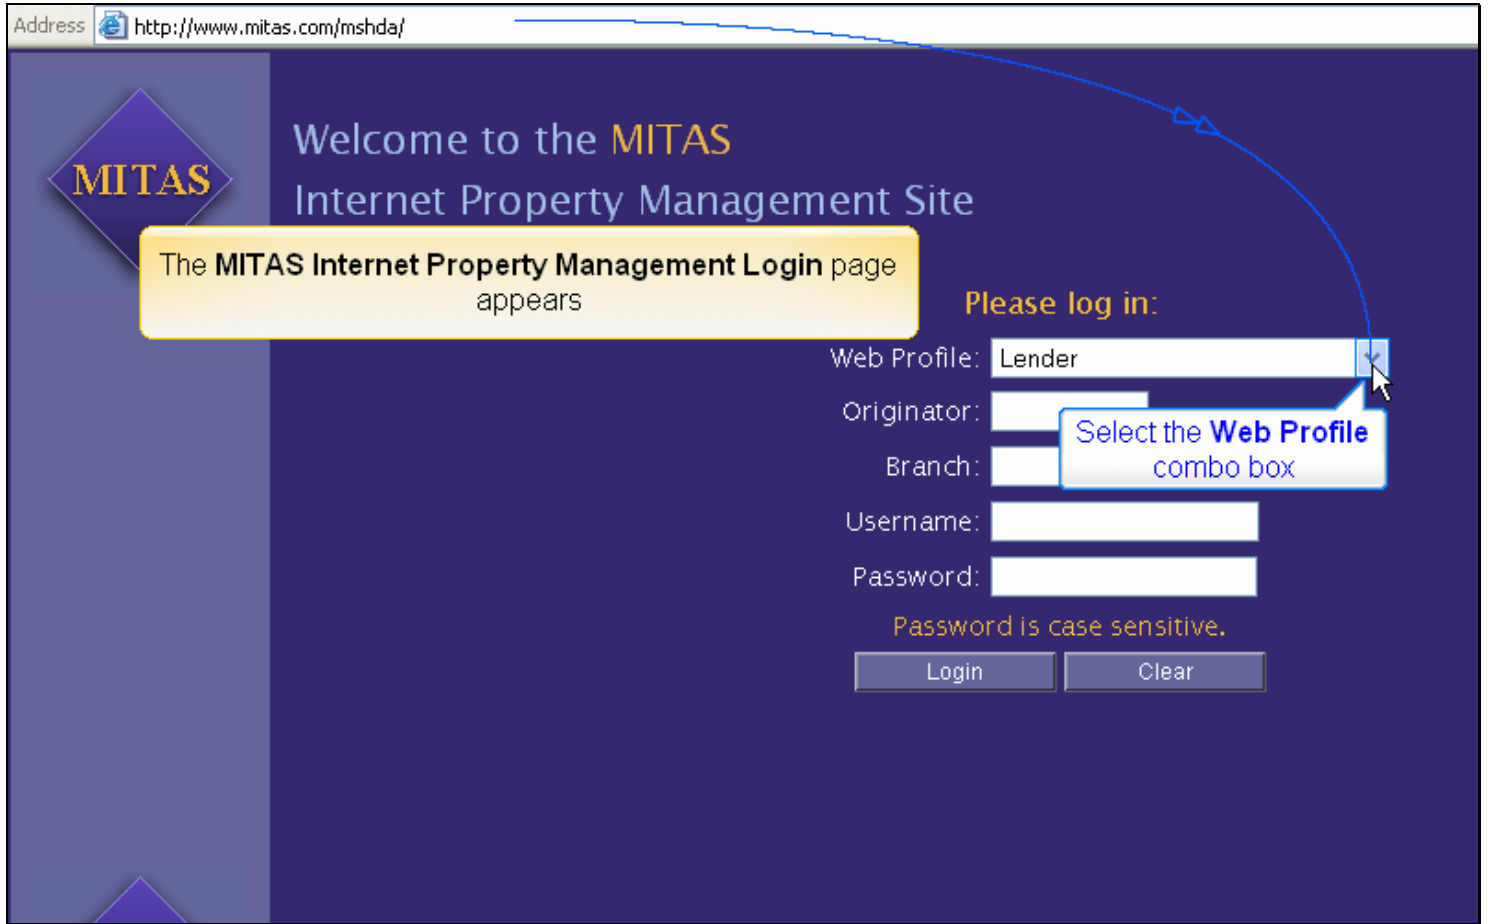 Address http://www.mitas.com/mshda/
MITAS
Welcome to the MITAS
Internet Property Management Site
The MITAS Internet Property Management Login page
appears
Please log in:
Web Profile: Lender
Originator:
Select the Web Profile
combo box
Branch:
Username:
Password:
Password is case sensitive.
Login Clear